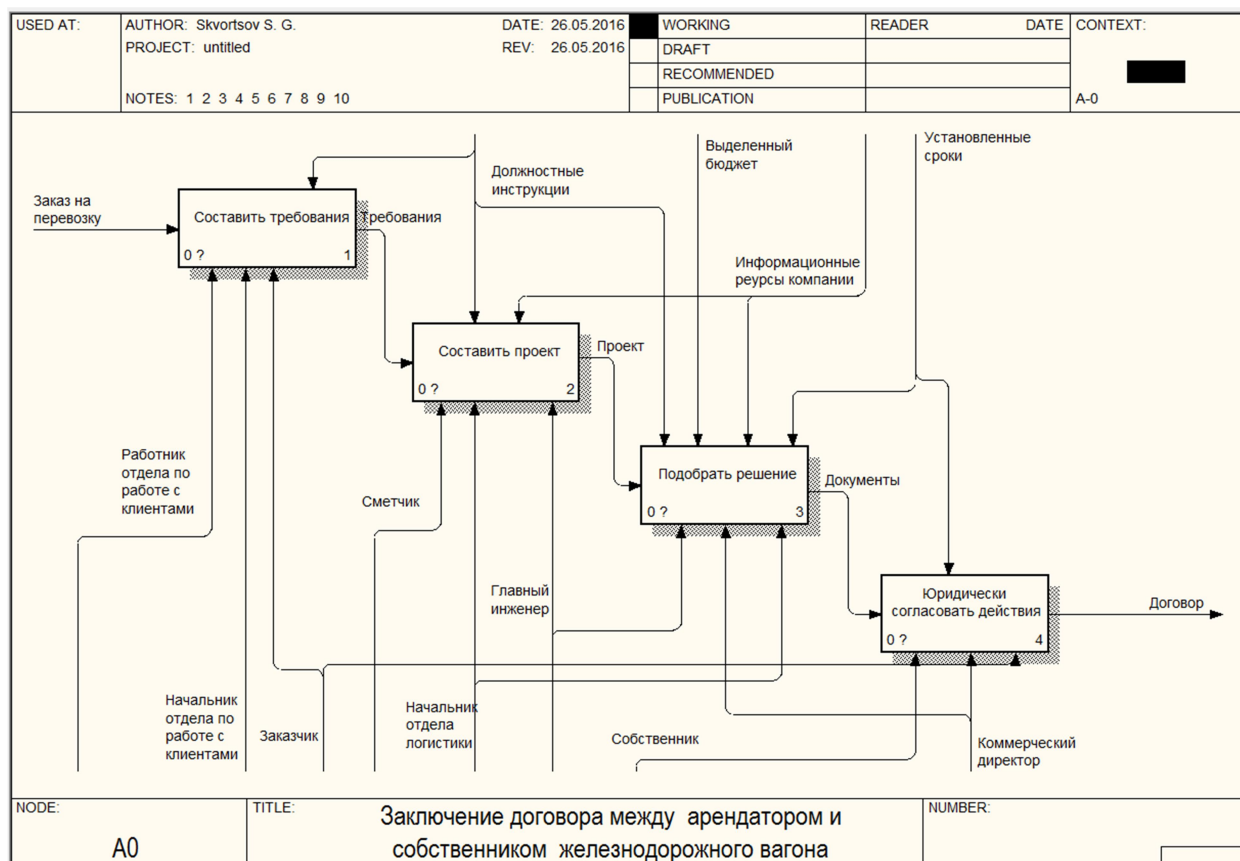 USED AT:
AUTHOR: Skvortsov S. G.
DATE: 26.05.2016
PROJECT: untitled
REV: 26.05.2016
NOTES: 1 2 3 4 5 6 7 8 9 10
WORKING
DRAFT
RECOMMENDED
PUBLICATION
READER
DATE
CONTEXT:
A-0
Должностные
инструкции
Выделенный
бюджет
Установленные
сроки
Заказ на
перевозку
Составить требования
0 ?
1
Требования
Информационные
реурсы компании
Составить проект
0 ?
2
Проект
Подобрать решение
0 ?
3
Документы
Работник
отдела по
работе с
клиентами
Сметчик
Главный
инженер
Юридически
согласовать действия
0 ?
4
Договор
Начальник
отдела по
работе с
клиентами
Заказчик
Начальник
отдела
логистики
Собственник
Коммерческий
директор
NODE:
A0
TITLE:
Заключение договора между арендатором и
собственником железнодорожного вагона
NUMBER: